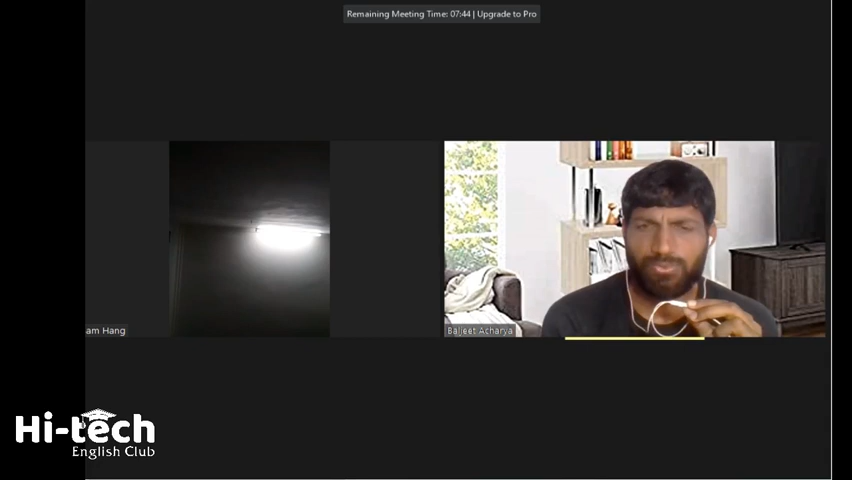 Remaining Meeting Time: 07:44 | Upgrade to Pro
am Hang
Baljeet Acharya
Hi-tech
English Club